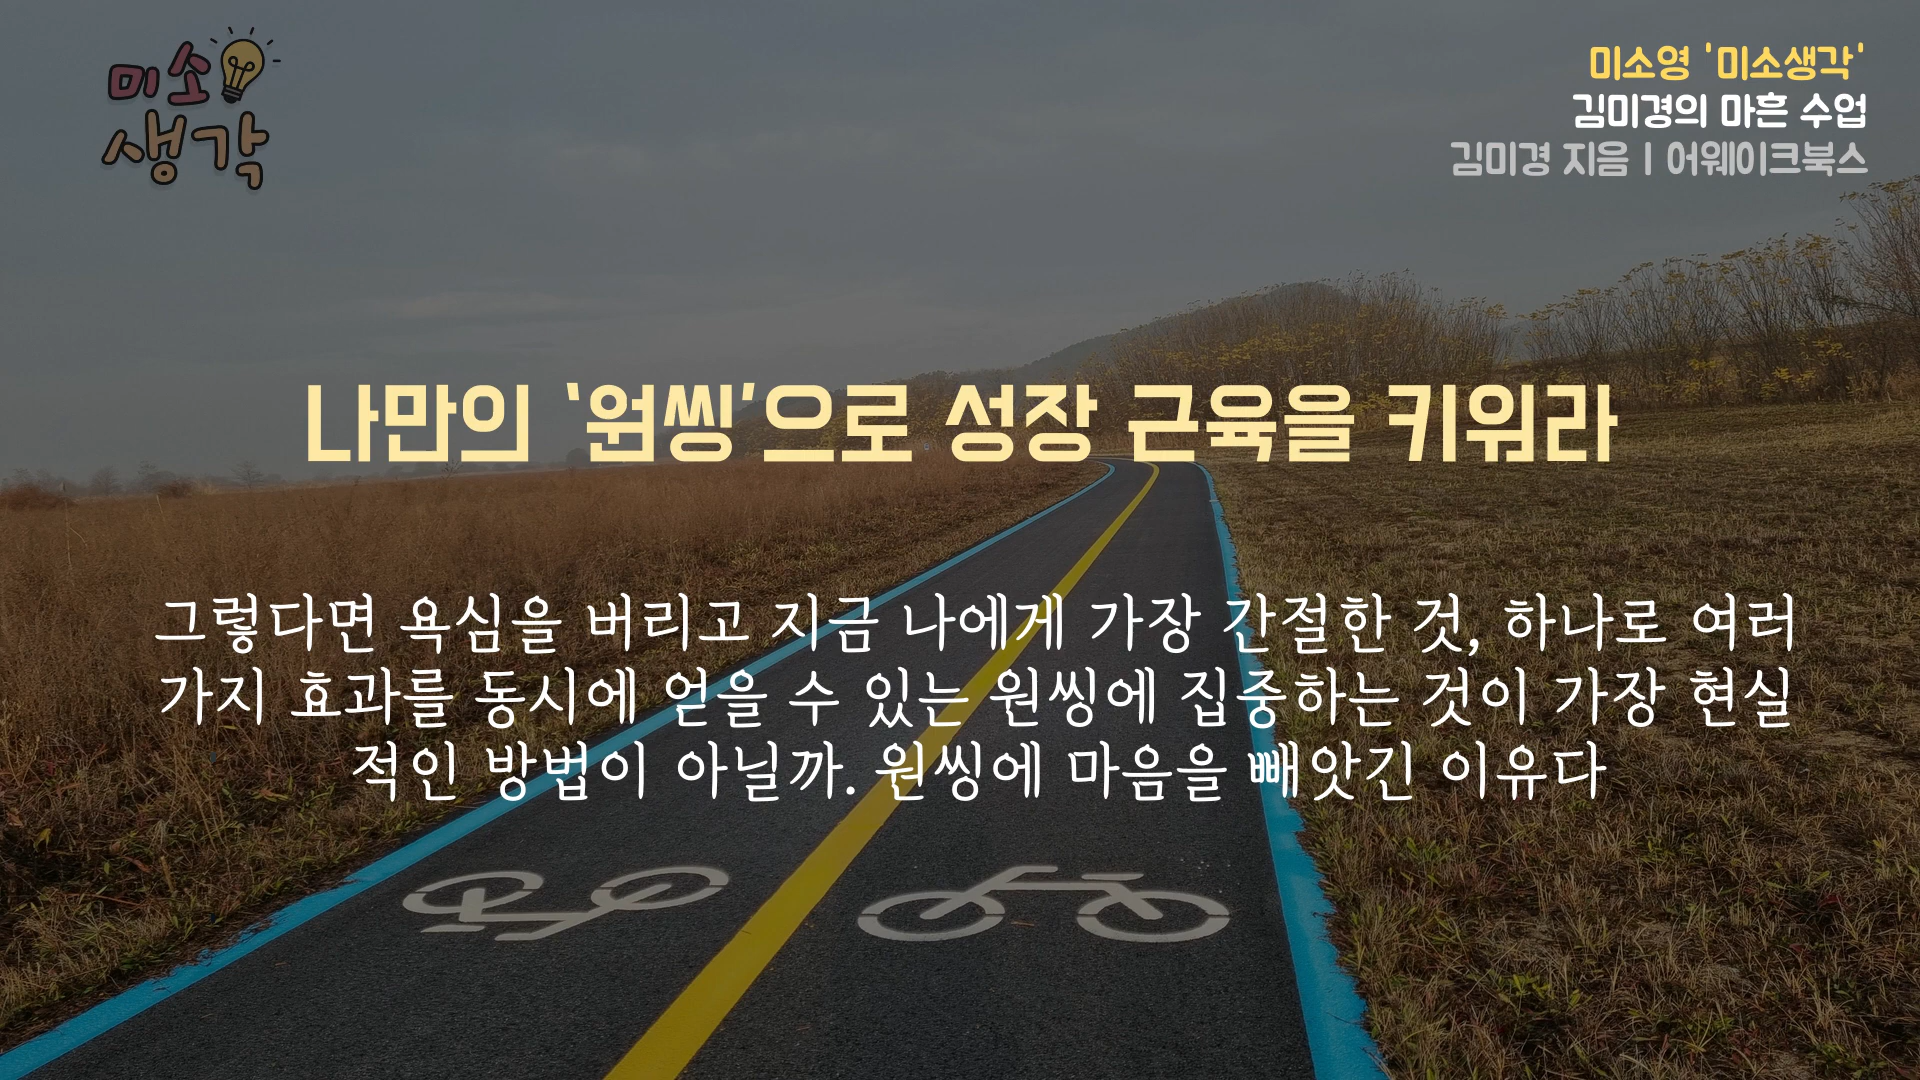 미소
생각
미소영 '미소생각'
김미경의 마흔 수업
김미경 지음 | 어웨이크북스
나만의 '원씽'으로 성장 근육을 키워라
그렇다면 욕심을 버리고 지금 나에게 가장 간절한 것, 하나로 여러
가지 효과를 동시에 얻을 수 있는 원씽에 집중하는 것이 가장 현실
적인 방법이 아닐까. 원씽에 마음을 빼앗긴 이유다